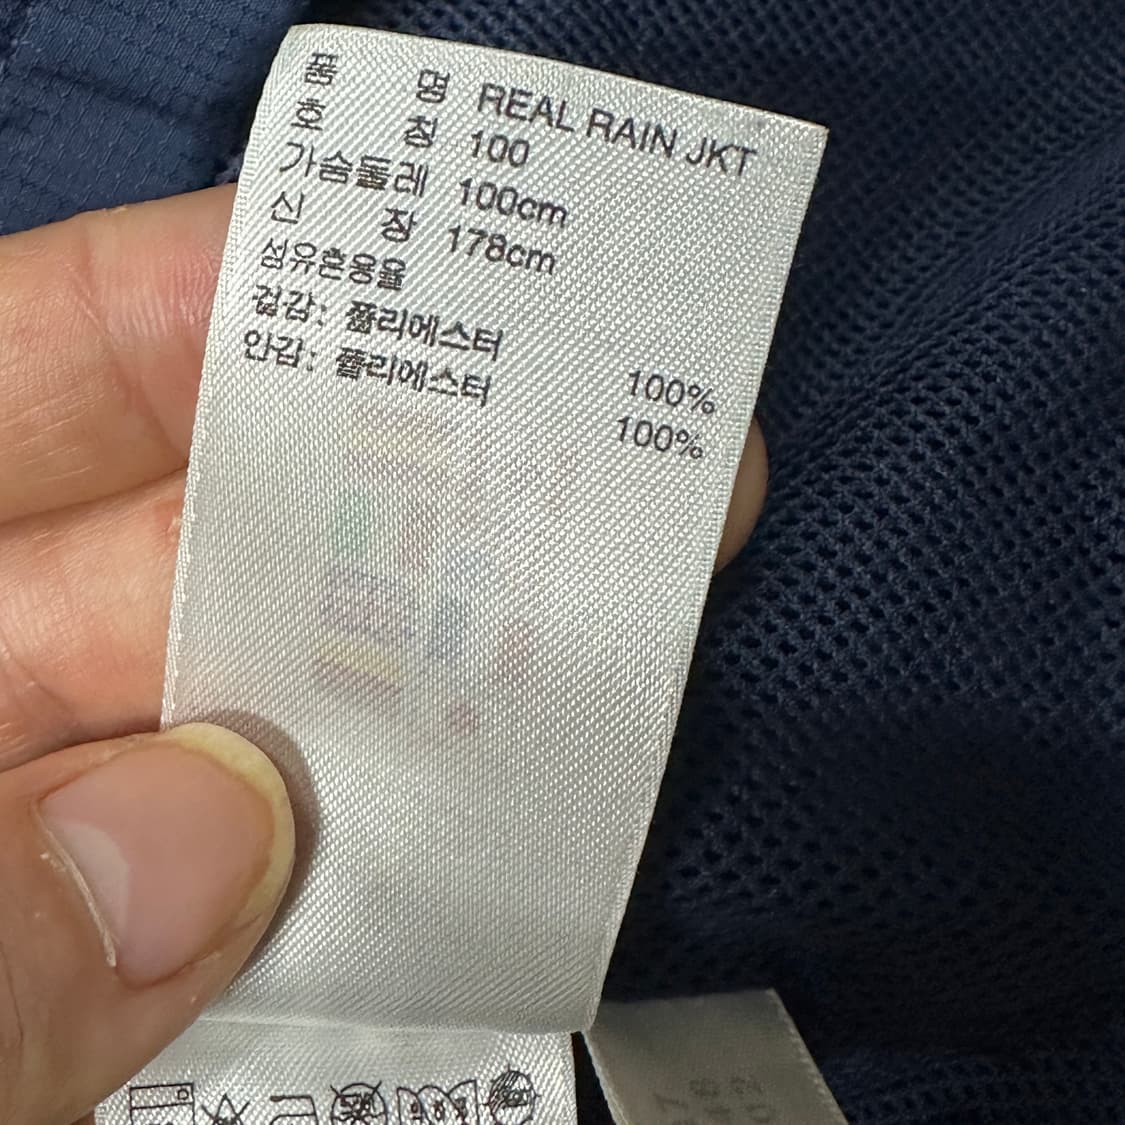 품 명 REAL RAIN JKT
호 칭 100
가슴둘레 100cm
신 장 178cm
섬유혼용율
겉감: 폴리에스터 100%
안감: 폴리에스터 100%